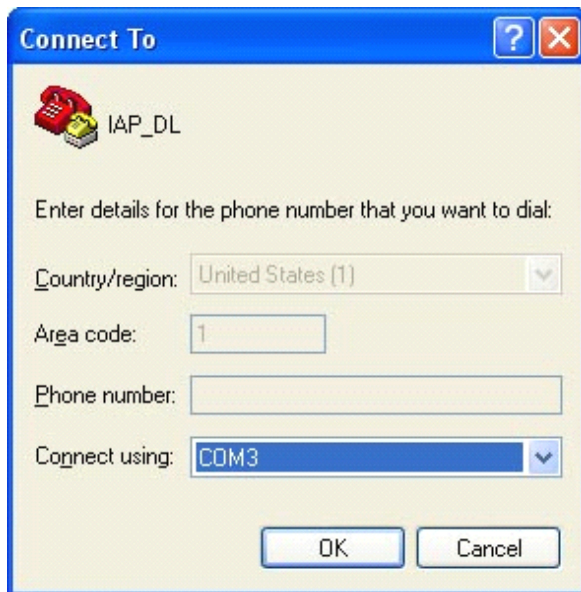 Connect To
?
IAP_DL
Enter details for the phone number that you want to dial:
Country/region: United States (1)
Area code: 1
Phone number:
Connect using: COM3
OK Cancel